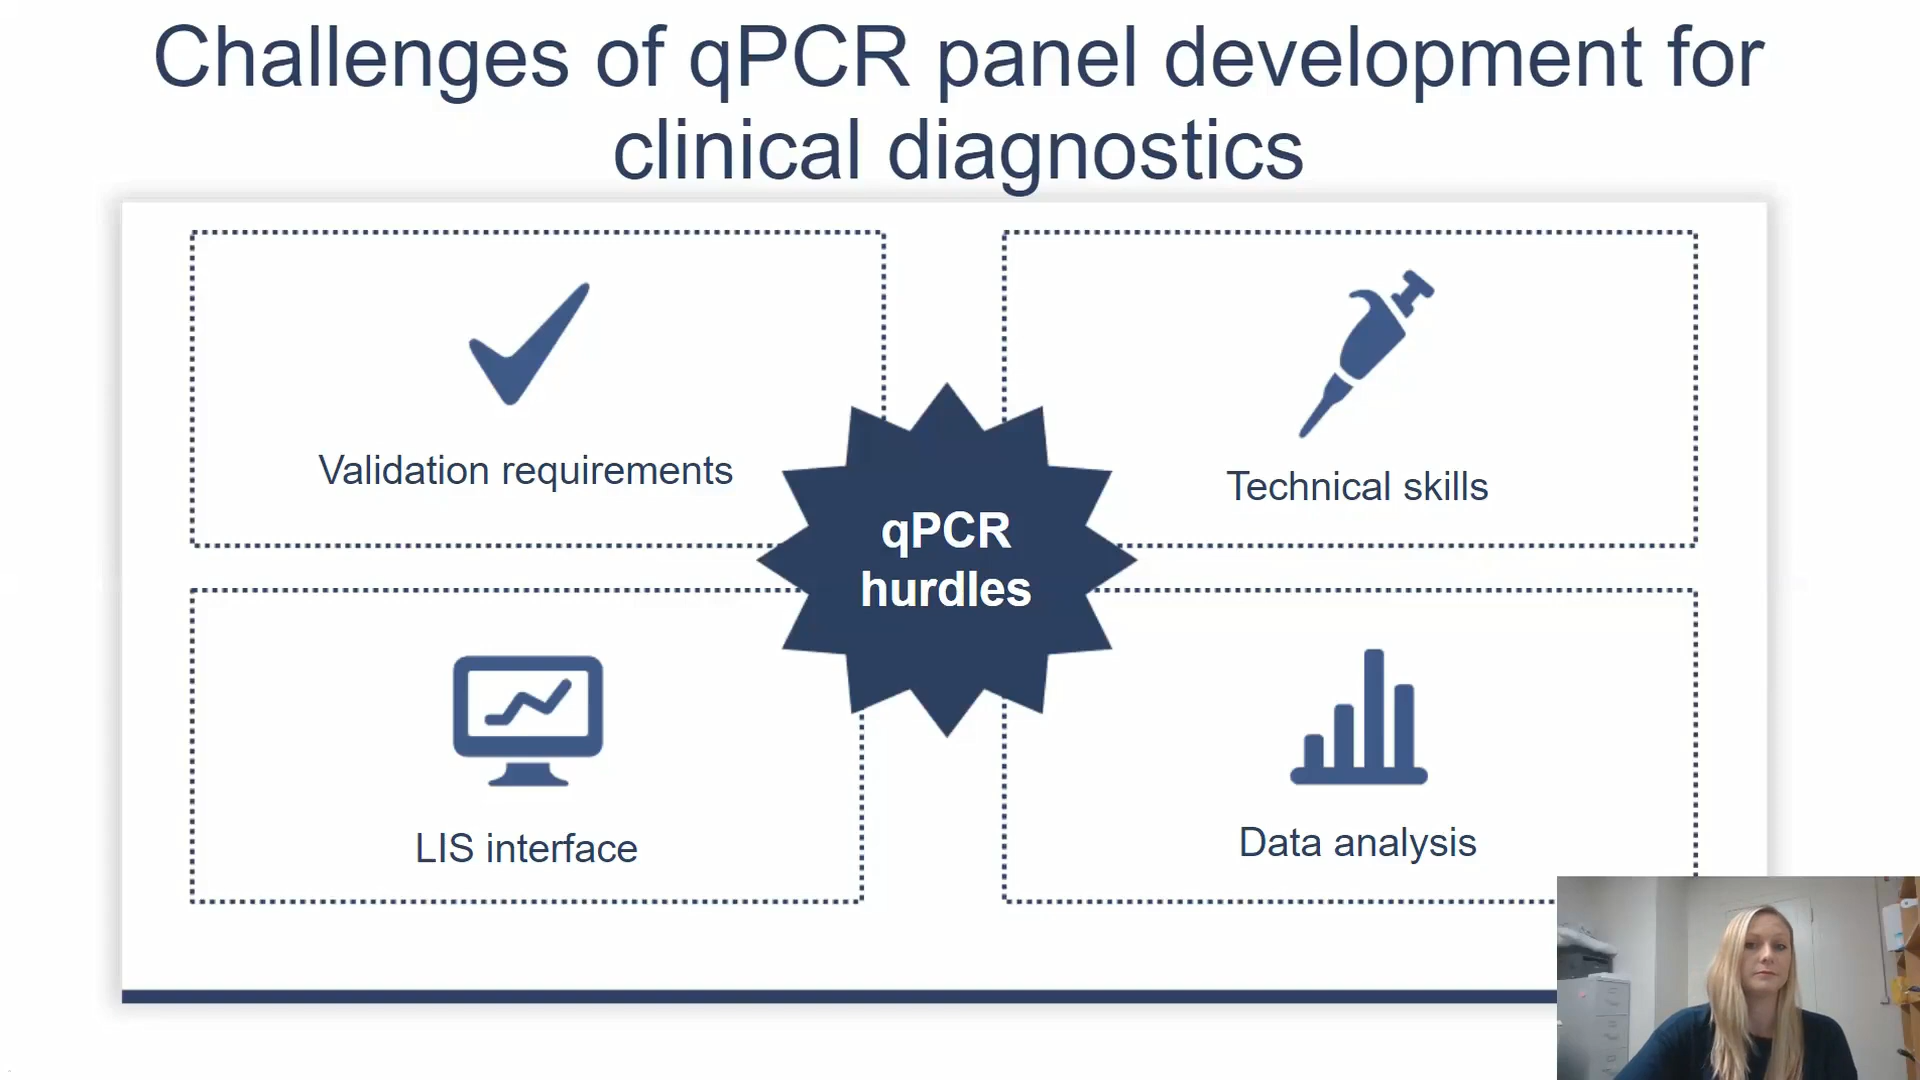 Challenges of qPCR panel development for
clinical diagnostics
Validation requirements
Technical skills
qPCR
hurdles
LIS interface
Data analysis